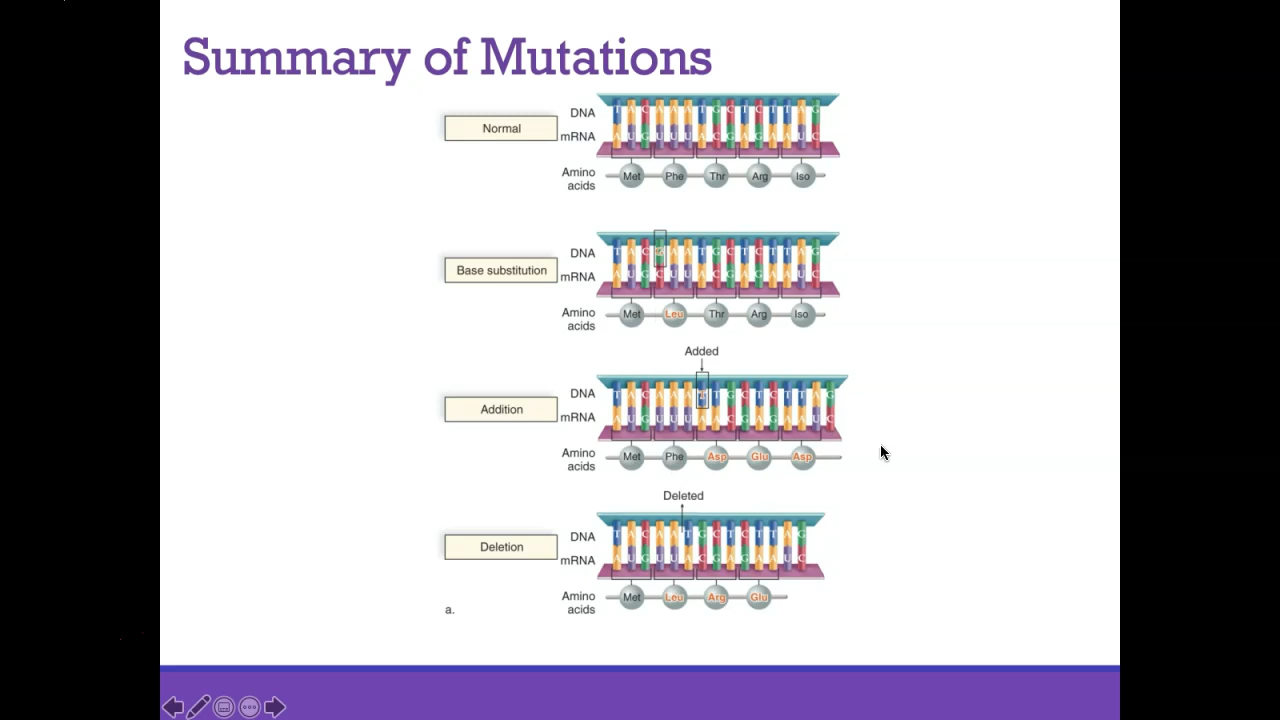 Summary of Mutations
Normal
DNA
mRNA
T A C A A A T G C T C T T A G
A U G U U U A C G A G A A U C
Amino acids
Met Phe Thr Arg Iso
Base substitution
DNA
mRNA
Amino acids
Met Leu Thr Arg Iso
Added
Addition
DNA
mRNA
Amino acids
Met Phe Asp Glu Asp
Deleted
Deletion
DNA
mRNA
Amino acids
Met Leu Arg Glu
a.